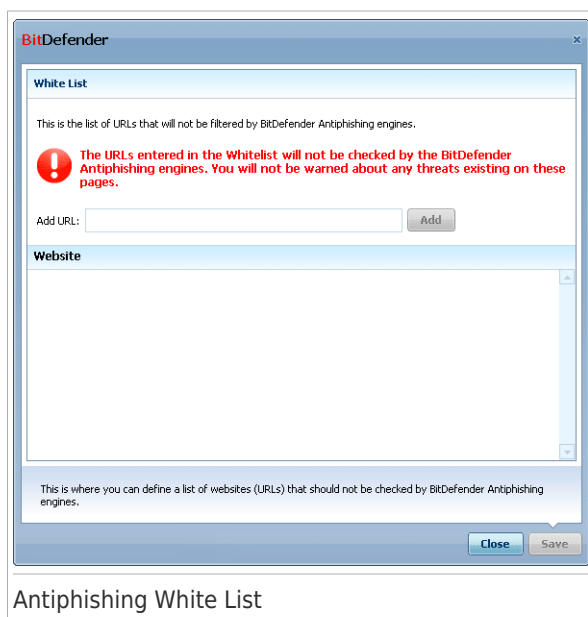 BitDefender
White List
This is the list of URLs that will not be filtered by BitDefender Antiphishing engines.
The URLs entered in the Whitelist will not be checked by the BitDefender
Antiphishing engines. You will not be warned about any threats existing on these
pages.
Add URL:
Add
Website
This is where you can define a list of websites (URLs) that should not be checked by BitDefender Antiphishing
engines.
Close
Save
Antiphishing White List